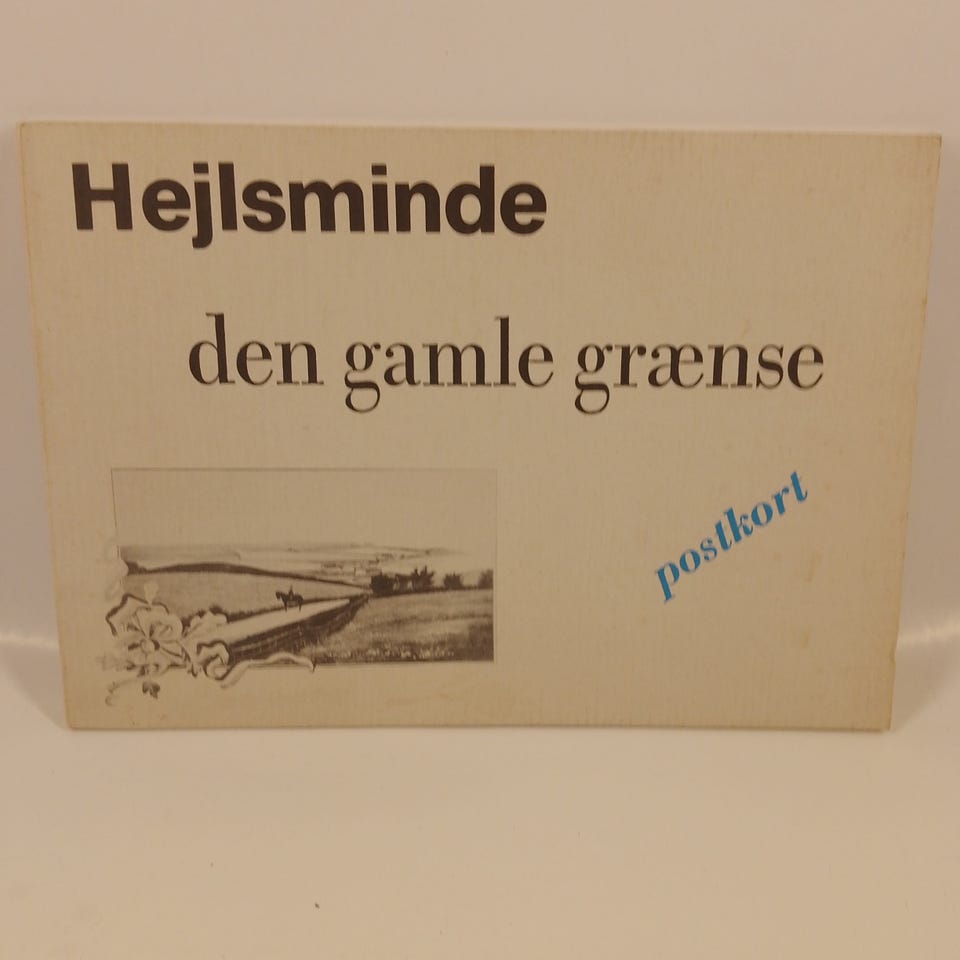 Hejlsminde
den gamle grænse
postkort